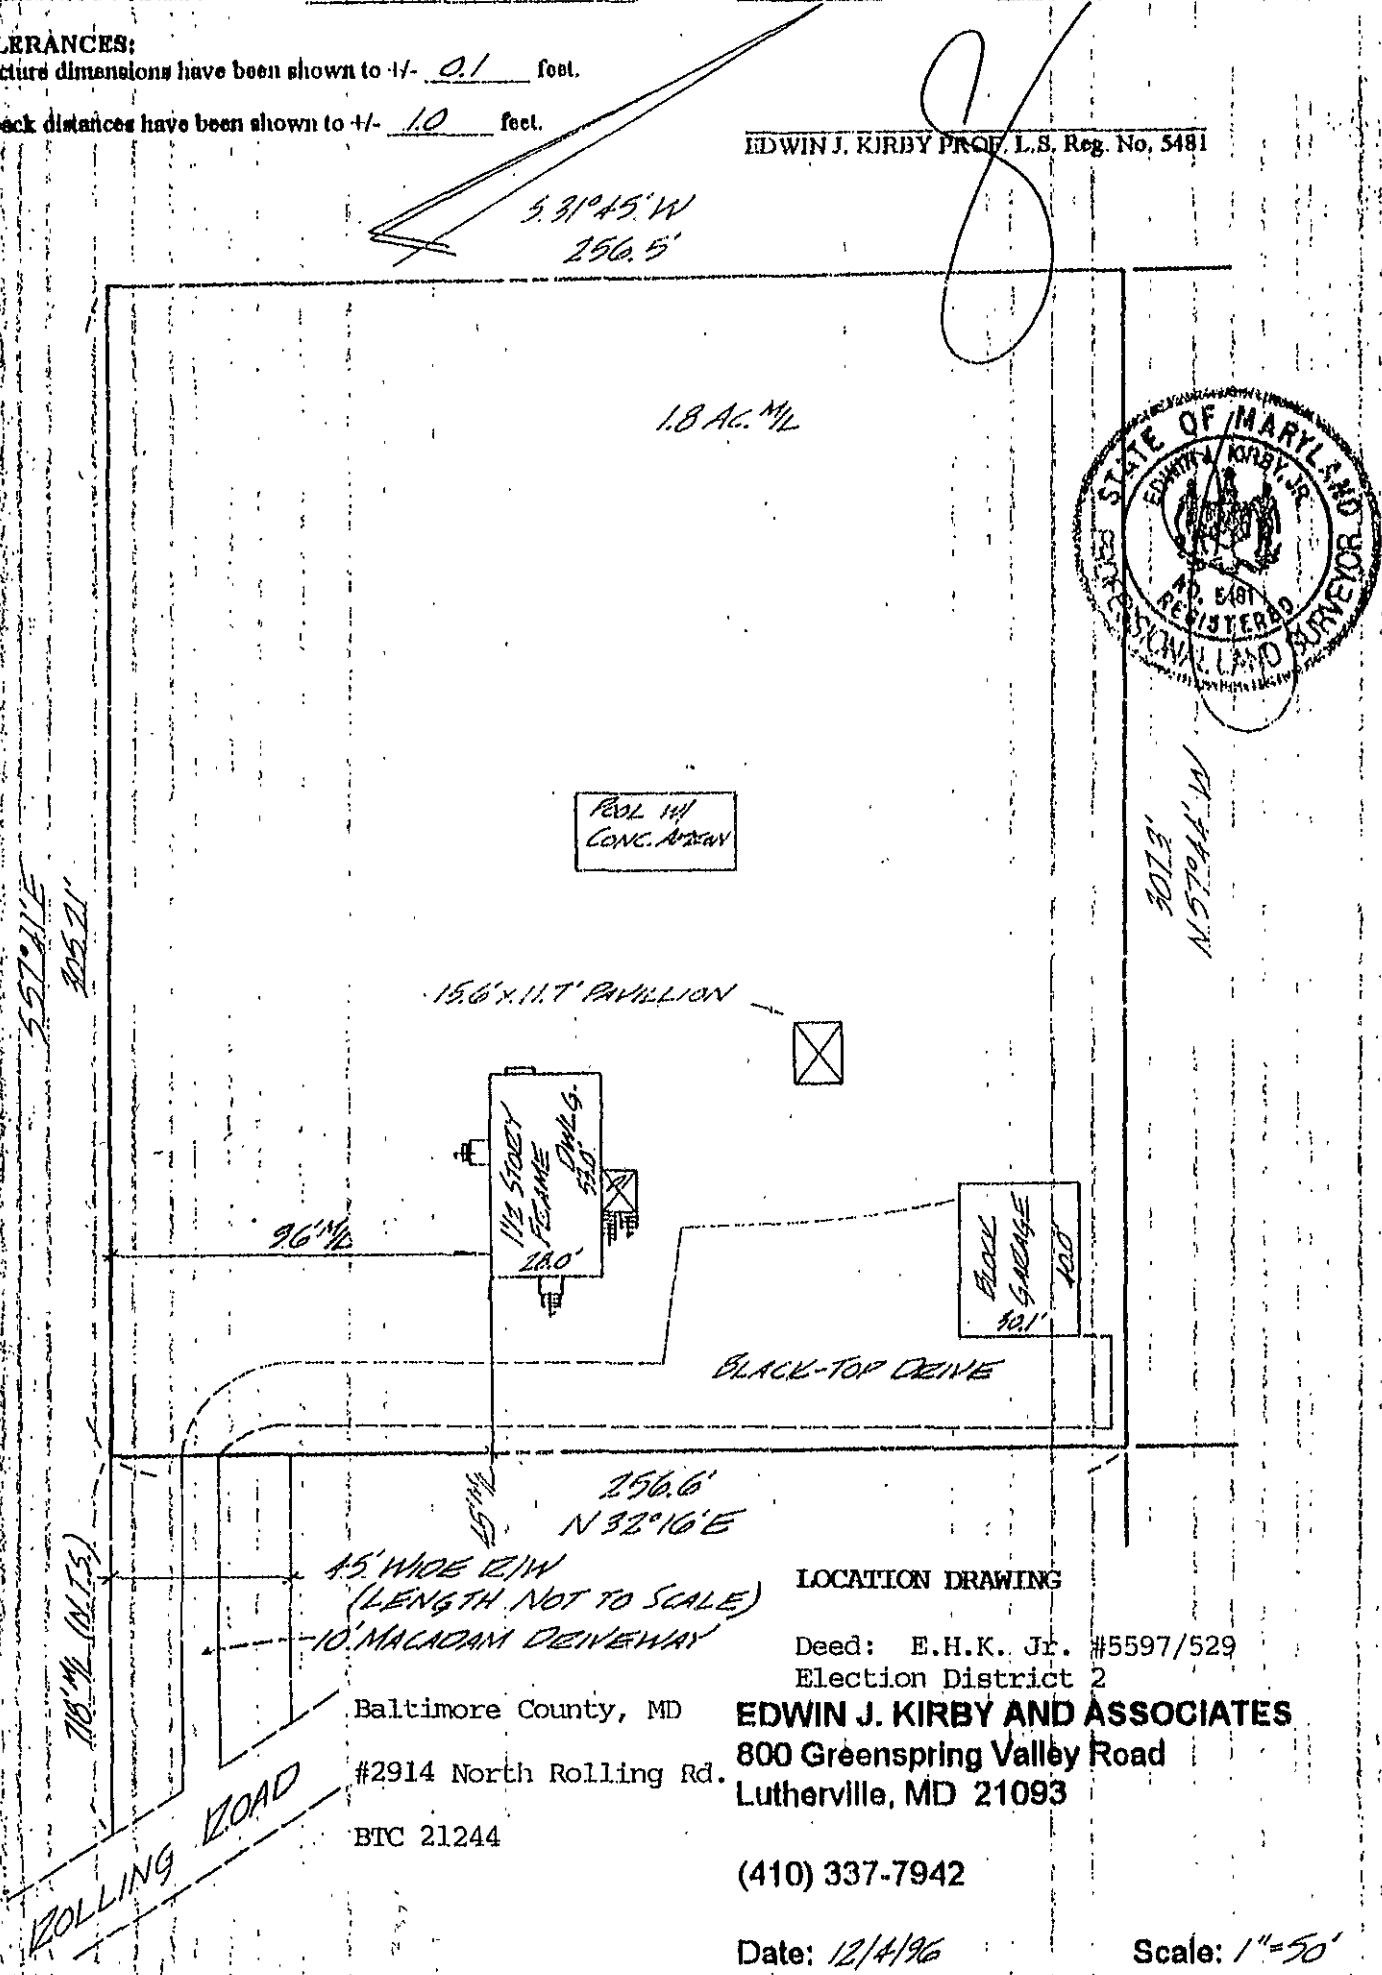 LERANCES:
cture dimensions have been shown to +/- 0.1 feet.
ack distances have been shown to +/- 1.0 feet.
EDWIN J. KIRBY PROF. L.S. Reg. No. 5481
S.31°45'W
256.5'
1.8 AC. M/L
STATE OF MARYLAND
EDWIN J. KIRBY, JR
NO. 5481
REGISTERED
PROFESSIONAL LAND SURVEYOR
POOL W/
CONC. APRON
307.3'
N.57°44'W
S57°41'E
305.21'
15.6'x11.7' PAVILLION
1 1/2 STORY
FRAME DWLG.
53.0'
28.0'
96' M/L
BLOCK
GARAGE
40.0'
30.1'
BLACK-TOP DRIVE
45' M/L
256.6'
N 32°16'E
45' WIDE R/W
(LENGTH NOT TO SCALE)
10' MACADAM DRIVEWAY
718' M/L (N.T.S.)
LOCATION DRAWING
Deed: E.H.K. Jr. #5597/529
Election District 2
Baltimore County, MD
EDWIN J. KIRBY AND ASSOCIATES
800 Greenspring Valley Road
#2914 North Rolling Rd.
Lutherville, MD 21093
ROLLING ROAD
BTC 21244
(410) 337-7942
Date: 12/4/96
Scale: 1"=50'